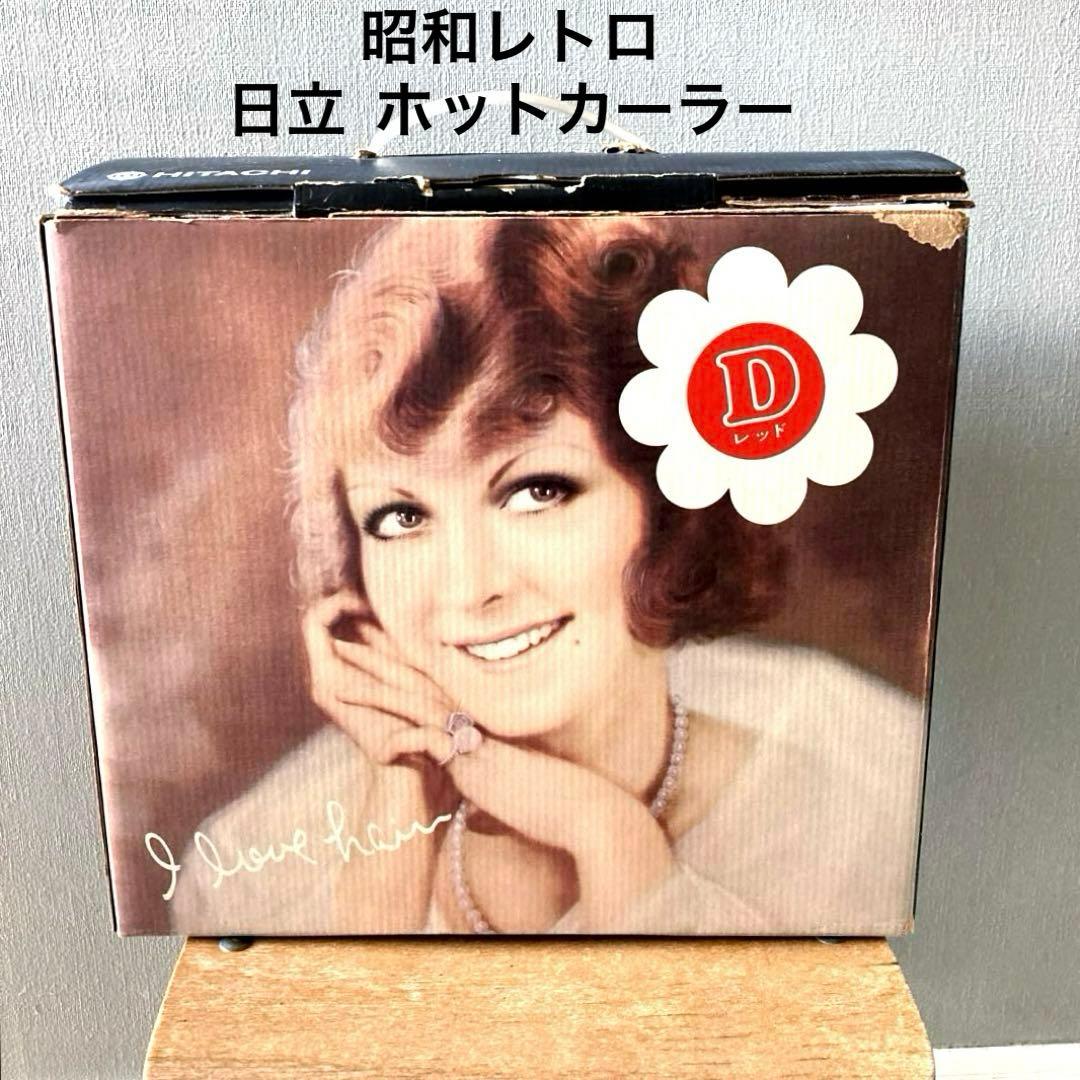 昭和レトロ
日立 ホットカーラー
HITACHI
D
レッド
I love hair